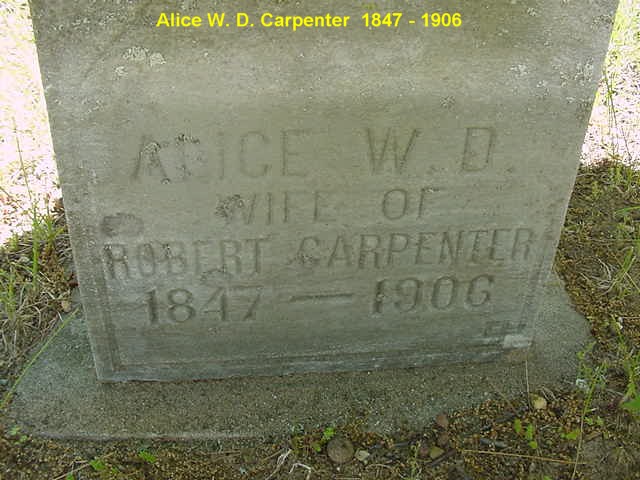 Alice W. D. Carpenter 1847 - 1906
ALICE W. D.
WIFE OF
ROBERT CARPENTER
1847 — 1906